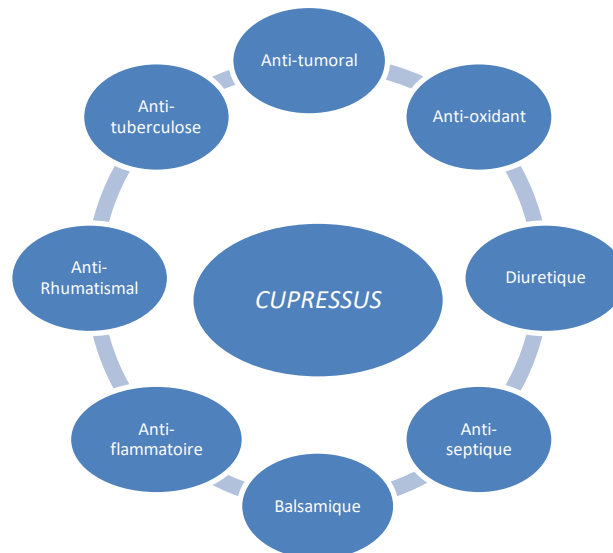 Anti-tumoral
Anti-oxidant
Diuretique
Anti-
septique
Balsamique
Anti-
flammatoire
Anti-
Rhumatismal
Anti-
tuberculose
CUPRESSUS